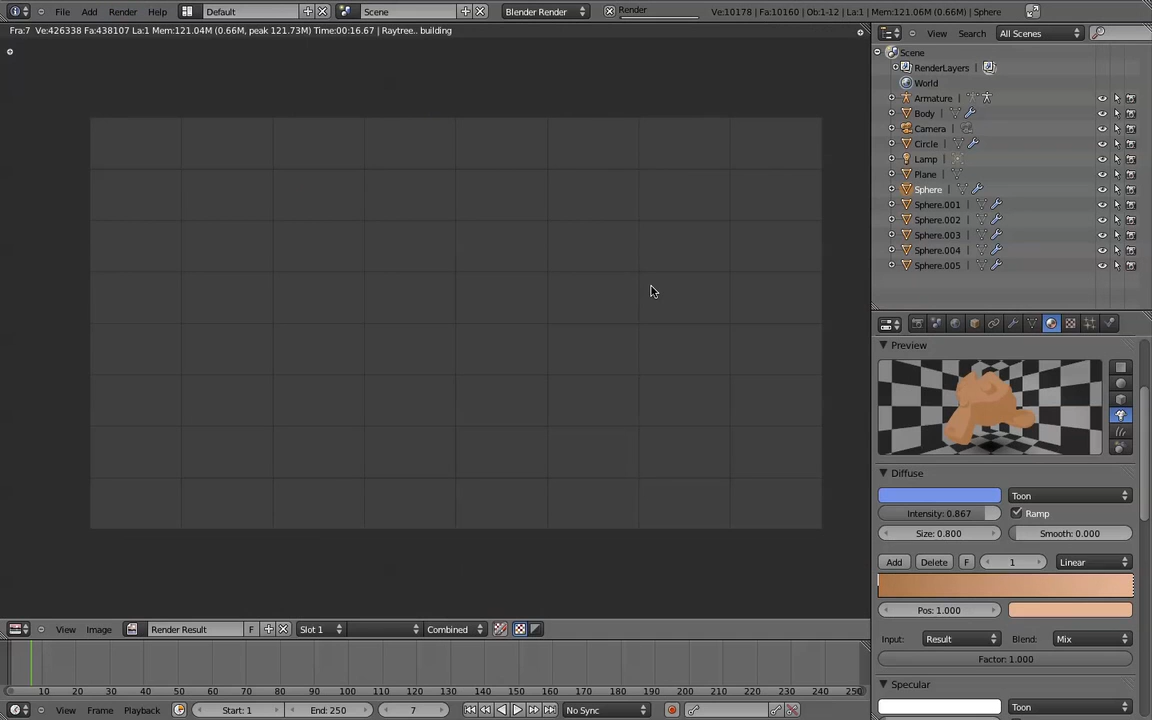 File Add Render Help Default Scene Blender Render Render Ve:10178 | Fa:10160 | Ob:1-12 | La:1 | Mem:121.06M (0.66M) | Sphere
Fra:7 Ve:426338 Fa:438107 La:1 Mem:121.04M (0.66M, peak 121.73M) Time:00:16.67 | Raytree.. building
View Search All Scenes
Scene
RenderLayers
World
Armature
Body
Camera
Circle
Lamp
Plane
Sphere
Sphere.001
Sphere.002
Sphere.003
Sphere.004
Sphere.005
Preview
Diffuse
Toon
Intensity: 0.867 Ramp
Size: 0.800 Smooth: 0.000
Add Delete F 1 Linear
Pos: 1.000
Input: Result Blend: Mix
Factor: 1.000
Specular
Toon
View Image Render Result F Slot 1 Combined
10 20 30 40 50 60 70 80 90 100 110 120 130 140 150 160 170 180 190 200 210 220 230 240 250
View Frame Playback Start: 1 End: 250 7 No Sync